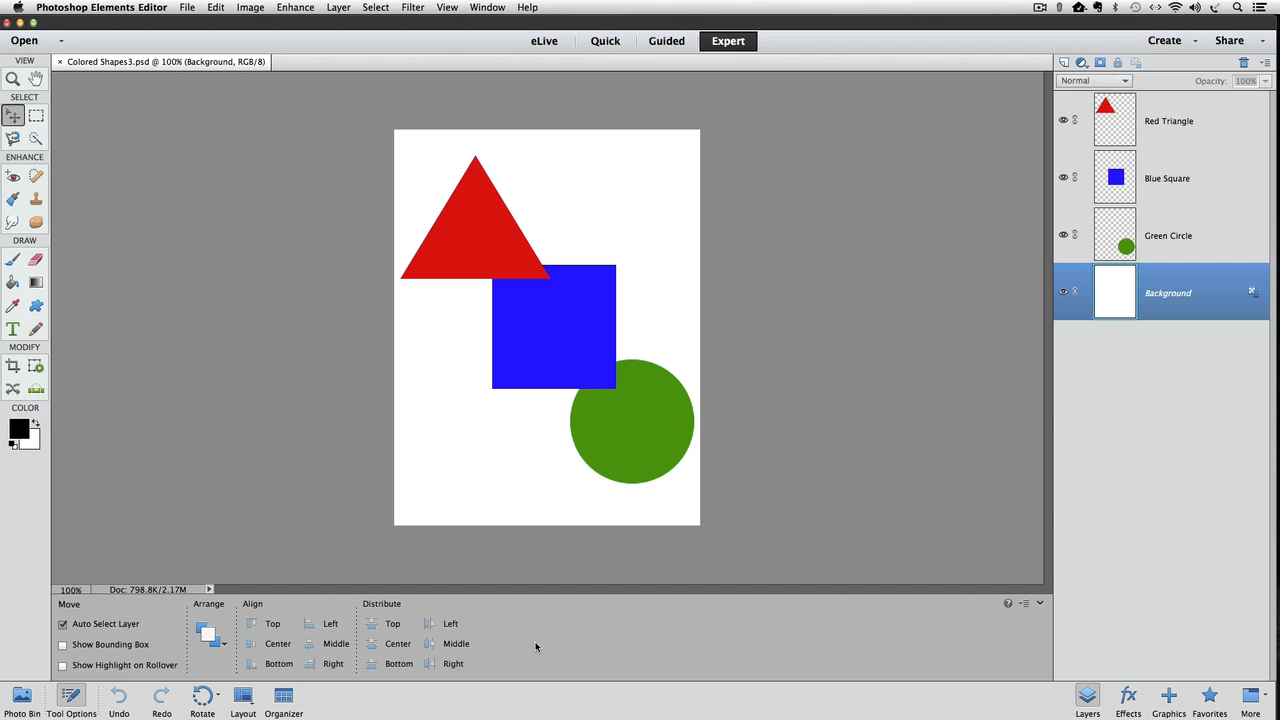 Photoshop Elements Editor File Edit Image Enhance Layer Select Filter View Window Help
Open eLive Quick Guided Expert Create Share
VIEW
× Colored Shapes3.psd @ 100% (Background, RGB/8)
SELECT
ENHANCE
DRAW
T
MODIFY
COLOR
Normal Opacity: 100%
Red Triangle
Blue Square
Green Circle
Background
100% Doc: 798.8K/2.17M
Move Arrange Align Distribute
Auto Select Layer Top Left Top Left
Show Bounding Box Center Middle Center Middle
Show Highlight on Rollover Bottom Right Bottom Right
Photo Bin Tool Options Undo Redo Rotate Layout Organizer Layers Effects Graphics Favorites More